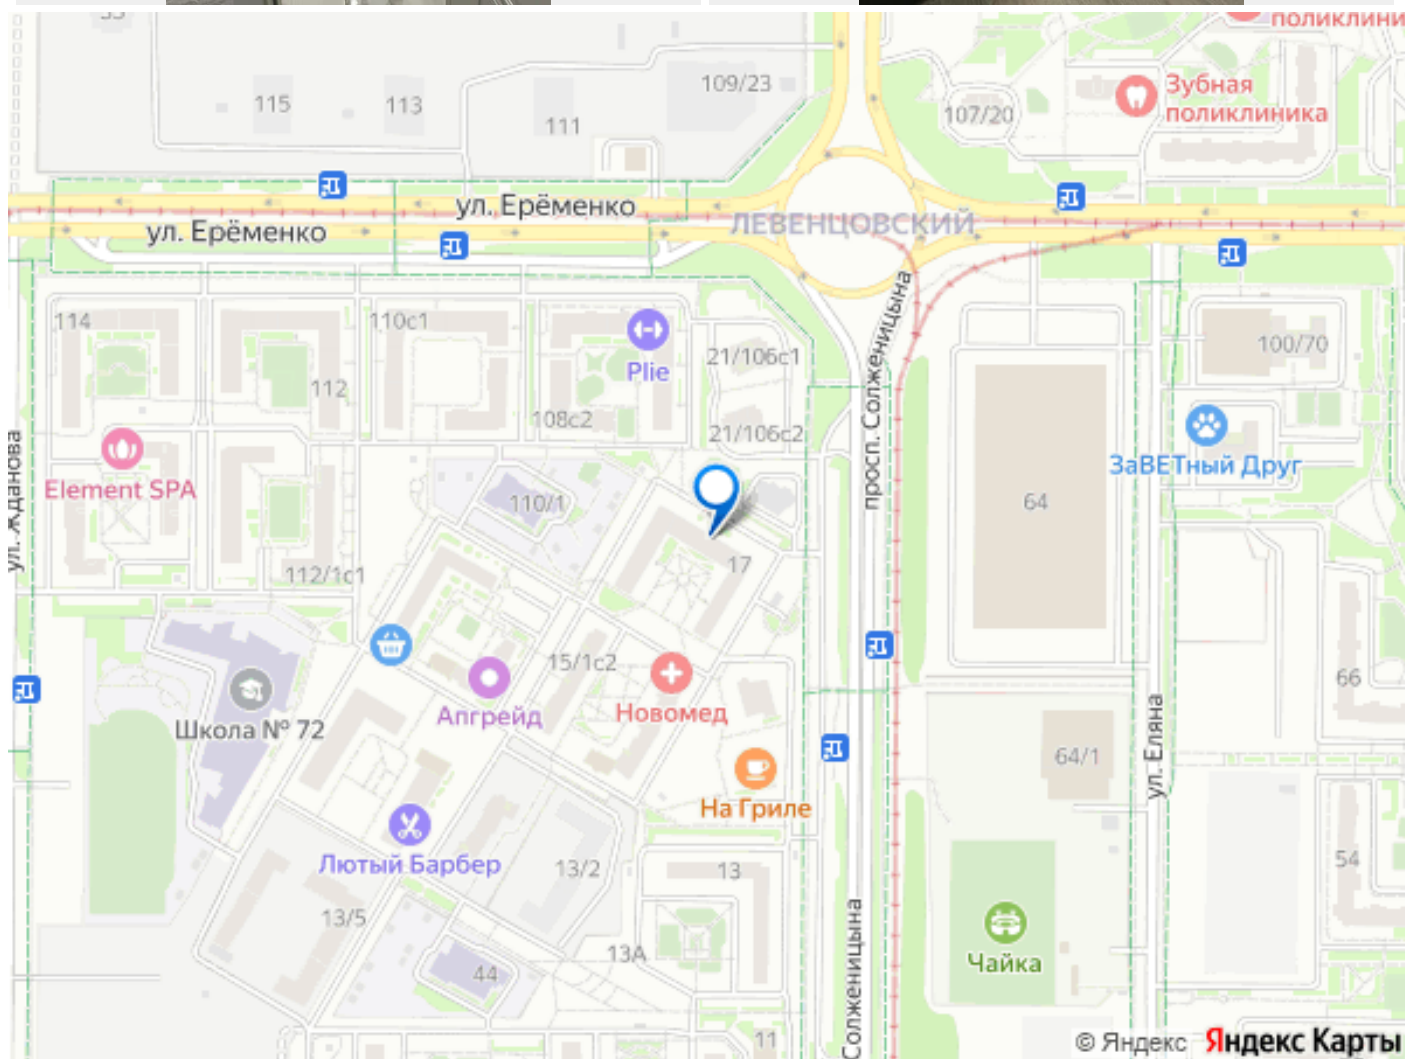 поликлини
Зубная
поликлиника
109/23
107/20
115
113
111
ул. Ерёменко
ул. Ерёменко
ЛЕВЕНЦОВСКИЙ
просп. Солженицына
114
110с1
112
Plie
108с2
21/106с1
21/106с2
100/70
ЗаВЕТный Друг
ул. Жданова
Element SPA
110/1
64
17
112/1с1
15/1с2
Школа № 72
Апгрейд
Новомед
66
64/1
ул. Еляна
На Гриле
Лютый Барбер
13/2
13
54
13/5
13А
44
Чайка
Солженицына
11
© Яндекс Яндекс Карты